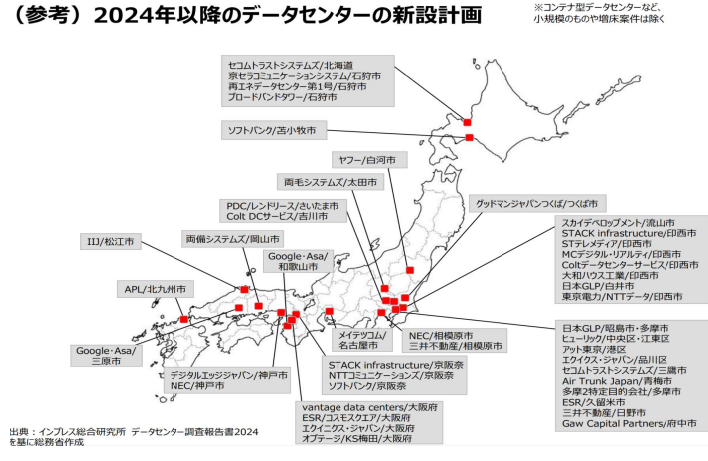 (参考）2024年以降のデータセンターの新設計画
※コンテナ型データセンターなど、
小規模のものや増床案件は除く
セコムトラストシステムズ/北海道
京セラコミュニケーションシステム/石狩市
再エネデータセンター第1号/石狩市
ブロードバンドタワー/石狩市
ソフトバンク/苫小牧市
ヤフー/白河市
両毛システムズ/太田市
PDC/レンドリース/さいたま市
Colt DCサービス/吉川市
グッドマンジャパンつくば/つくば市
スカイデベロップメント/流山市
STACK infrastructure/印西市
STテレメディア/印西市
MCデジタル・リアルティ/印西市
Coltデータセンターサービス/印西市
大和ハウス工業/印西市
日本GLP/白井市
東京電力/NTTデータ/印西市
IIJ/松江市
両備システムズ/岡山市
Google・Asa/
和歌山市
APL/北九州市
Google・Asa/
三原市
デジタルエッジジャパン/神戸市
NEC/神戸市
メイテツコム/
名古屋市
NEC/相模原市
三井不動産/相模原市
STACK infrastructure/京阪奈
NTTコミュニケーションズ/京阪奈
ソフトバンク/京阪奈
vantage data centers/大阪府
ESR/コスモスクエア/大阪府
エクイニクス・ジャパン/大阪府
オプテージ/KS梅田/大阪府
日本GLP/昭島市・多摩市
ヒューリック/中央区・江東区
アット東京/港区
エクイクス・ジャパン/品川区
セコムトラストシステムズ/三鷹市
Air Trunk Japan/青梅市
多摩2特定目的会社/多摩市
ESR/久留米市
三井不動産/日野市
Gaw Capital Partners/府中市
出典：インプレス総合研究所 データセンター調査報告書2024
を基に総務省作成